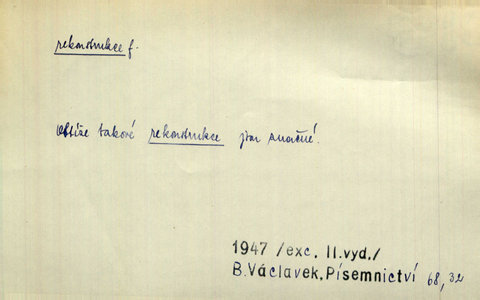 rekonstrukce f.
Obtíže takové rekonstrukce jsou značné.
1947 /exc. II.vyd./
B.Václavek,Písemnictví 68, 32